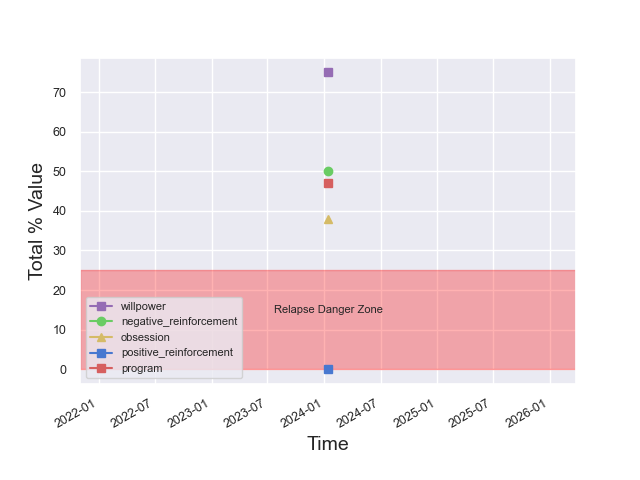 70
60
50
40
30
20
10
0
Total % Value
Relapse Danger Zone
willpower
negative_reinforcement
obsession
positive_reinforcement
program
2022-01
2022-07
2023-01
2023-07
2024-01
2024-07
2025-01
2025-07
2026-01
Time